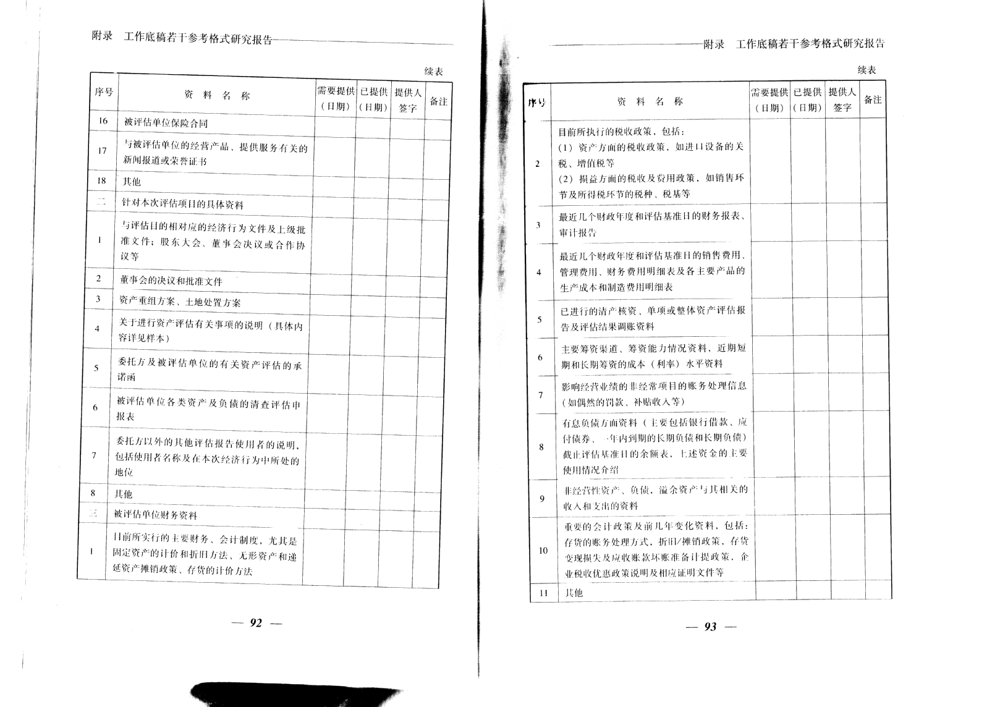 附录　工作底稿若干参考格式研究报告
续表
序号 资 料 名 称 需要提供（日期） 已提供（日期） 提供人签字 备注
16 被评估单位保险合同
17 与被评估单位的经营产品、提供服务有关的
新闻报道或荣誉证书
18 其他
二 针对本次评估项目的具体资料
1 与评估目的相对应的经济行为文件及上级批
准文件；股东大会、董事会决议或合作协
议等
2 董事会的决议和批准文件
3 资产重组方案、土地处置方案
4 关于进行资产评估有关事项的说明（具体内
容详见样本）
5 委托方及被评估单位的有关资产评估的承
诺函
6 被评估单位各类资产及负债的清查评估申
报表
7 委托方以外的其他评估报告使用者的说明，
包括使用者名称及在本次经济行为中所处的
地位
8 其他
三 被评估单位财务资料
1 目前所实行的主要财务、会计制度，尤其是
固定资产的计价和折旧方法、无形资产和递
延资产摊销政策、存货的计价方法
— 92 —
附录　工作底稿若干参考格式研究报告
续表
序号 资 料 名 称 需要提供（日期） 已提供（日期） 提供人签字 备注
2 目前所执行的税收政策，包括：
（1）资产方面的税收政策，如进口设备的关
税、增值税等
（2）损益方面的税收及费用政策，如销售环
节及所得税环节的税种、税基等
3 最近几个财政年度和评估基准日的财务报表、
审计报告
4 最近几个财政年度和评估基准日的销售费用、
管理费用、财务费用明细表及各主要产品的
生产成本和制造费用明细表
5 已进行的清产核资、单项或整体资产评估报
告及评估结果调账资料
6 主要筹资渠道、筹资能力情况资料，近期短
期和长期筹资的成本（利率）水平资料
7 影响经营业绩的非经常项目的账务处理信息
（如偶然的罚款、补贴收入等）
8 有息负债方面资料（主要包括银行借款、应
付债券、一年内到期的长期负债和长期负债）
截止评估基准日的余额表，上述资金的主要
使用情况介绍
9 非经营性资产、负债，溢余资产与其相关的
收入和支出的资料
10 重要的会计政策及前几年变化资料，包括：
存货的账务处理方式，折旧/摊销政策，存货
变现损失及应收账款坏账准备计提政策，企
业税收优惠政策说明及相应证明文件等
11 其他
— 93 —